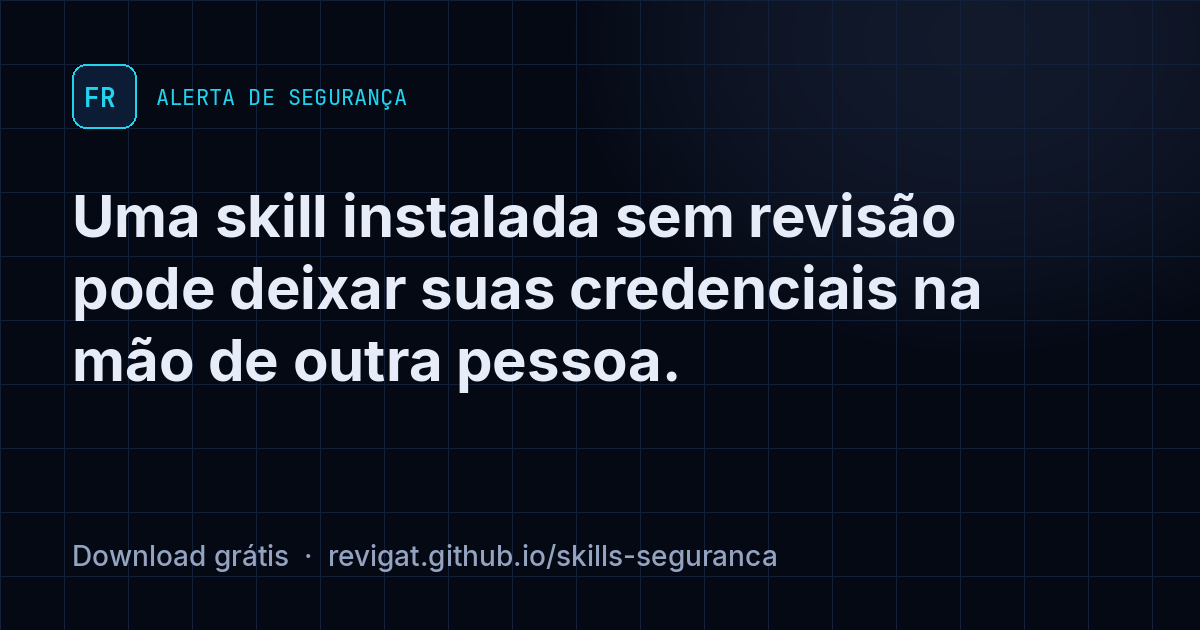 FR
ALERTA DE SEGURANÇA
Uma skill instalada sem revisão
pode deixar suas credenciais na
mão de outra pessoa.
Download grátis · revigat.github.io/skills-seguranca